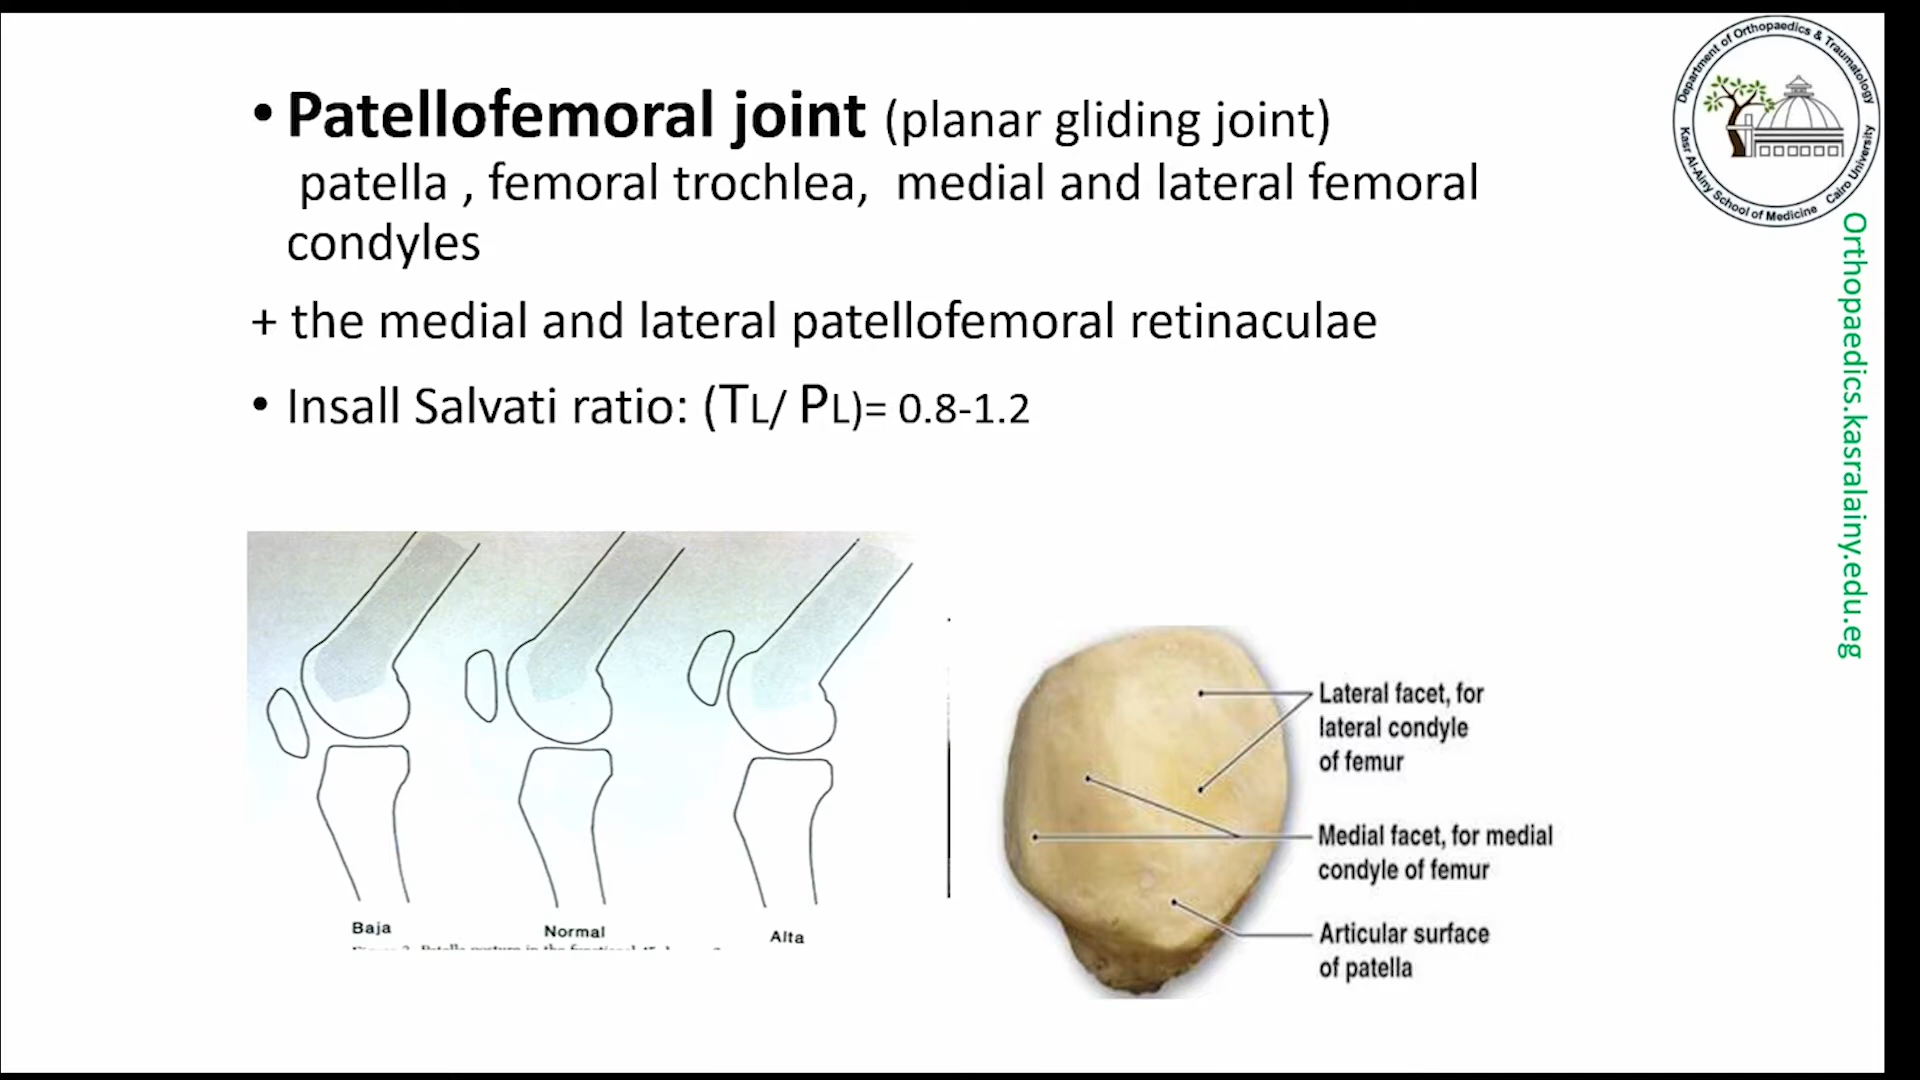 • Patellofemoral joint (planar gliding joint)
patella , femoral trochlea, medial and lateral femoral
condyles
+ the medial and lateral patellofemoral retinaculae
• Insall Salvati ratio: (TL/ PL)= 0.8-1.2
Baja
Normal
Alta
Lateral facet, for
lateral condyle
of femur
Medial facet, for medial
condyle of femur
Articular surface
of patella
Department of Orthopaedics & Traumatology
Kasr Al-Ainy School of Medicine Cairo University
Orthopaedics.kasralainy.edu.eg